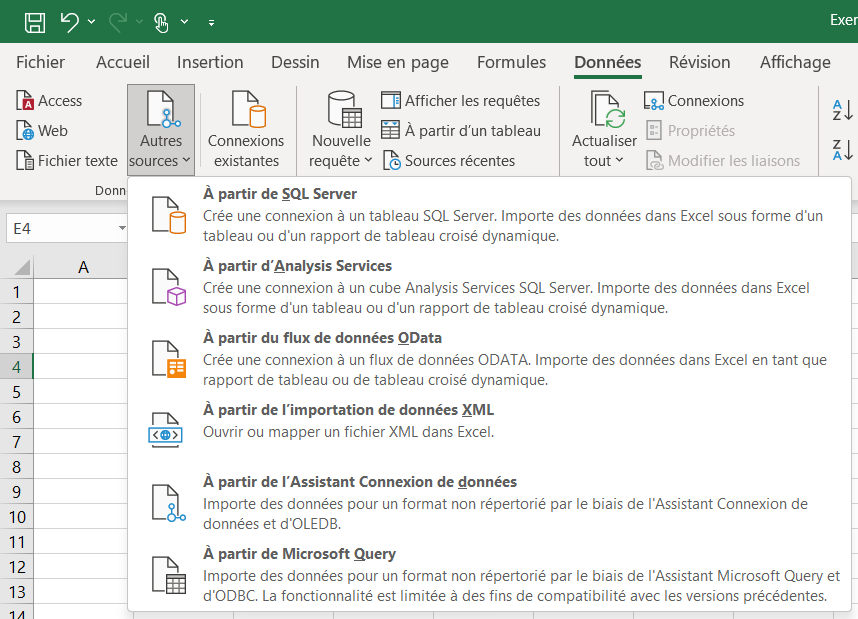 Exer
Fichier Accueil Insertion Dessin Mise en page Formules Données Révision Affichage
Access
Web
Fichier texte
Autres
sources
Connexions
existantes
Nouvelle
requête
Afficher les requêtes
À partir d’un tableau
Sources récentes
Actualiser
tout
Connexions
Propriétés
Modifier les liaisons
A
Z
Z
A
Donn
E4
A
1
2
3
4
5
6
7
8
9
10
11
12
13
14
À partir de SQL Server
Crée une connexion à un tableau SQL Server. Importe des données dans Excel sous forme d'un
tableau ou d'un rapport de tableau croisé dynamique.
À partir d’Analysis Services
Crée une connexion à un cube Analysis Services SQL Server. Importe des données dans Excel
sous forme d'un tableau ou d'un rapport de tableau croisé dynamique.
À partir du flux de données OData
Crée une connexion à un flux de données ODATA. Importe des données dans Excel en tant que
rapport de tableau ou de tableau croisé dynamique.
À partir de l’importation de données XML
Ouvrir ou mapper un fichier XML dans Excel.
À partir de l’Assistant Connexion de données
Importe des données pour un format non répertorié par le biais de l'Assistant Connexion de
données et d'OLEDB.
À partir de Microsoft Query
Importe des données pour un format non répertorié par le biais de l'Assistant Microsoft Query et
d'ODBC. La fonctionnalité est limitée à des fins de compatibilité avec les versions précédentes.